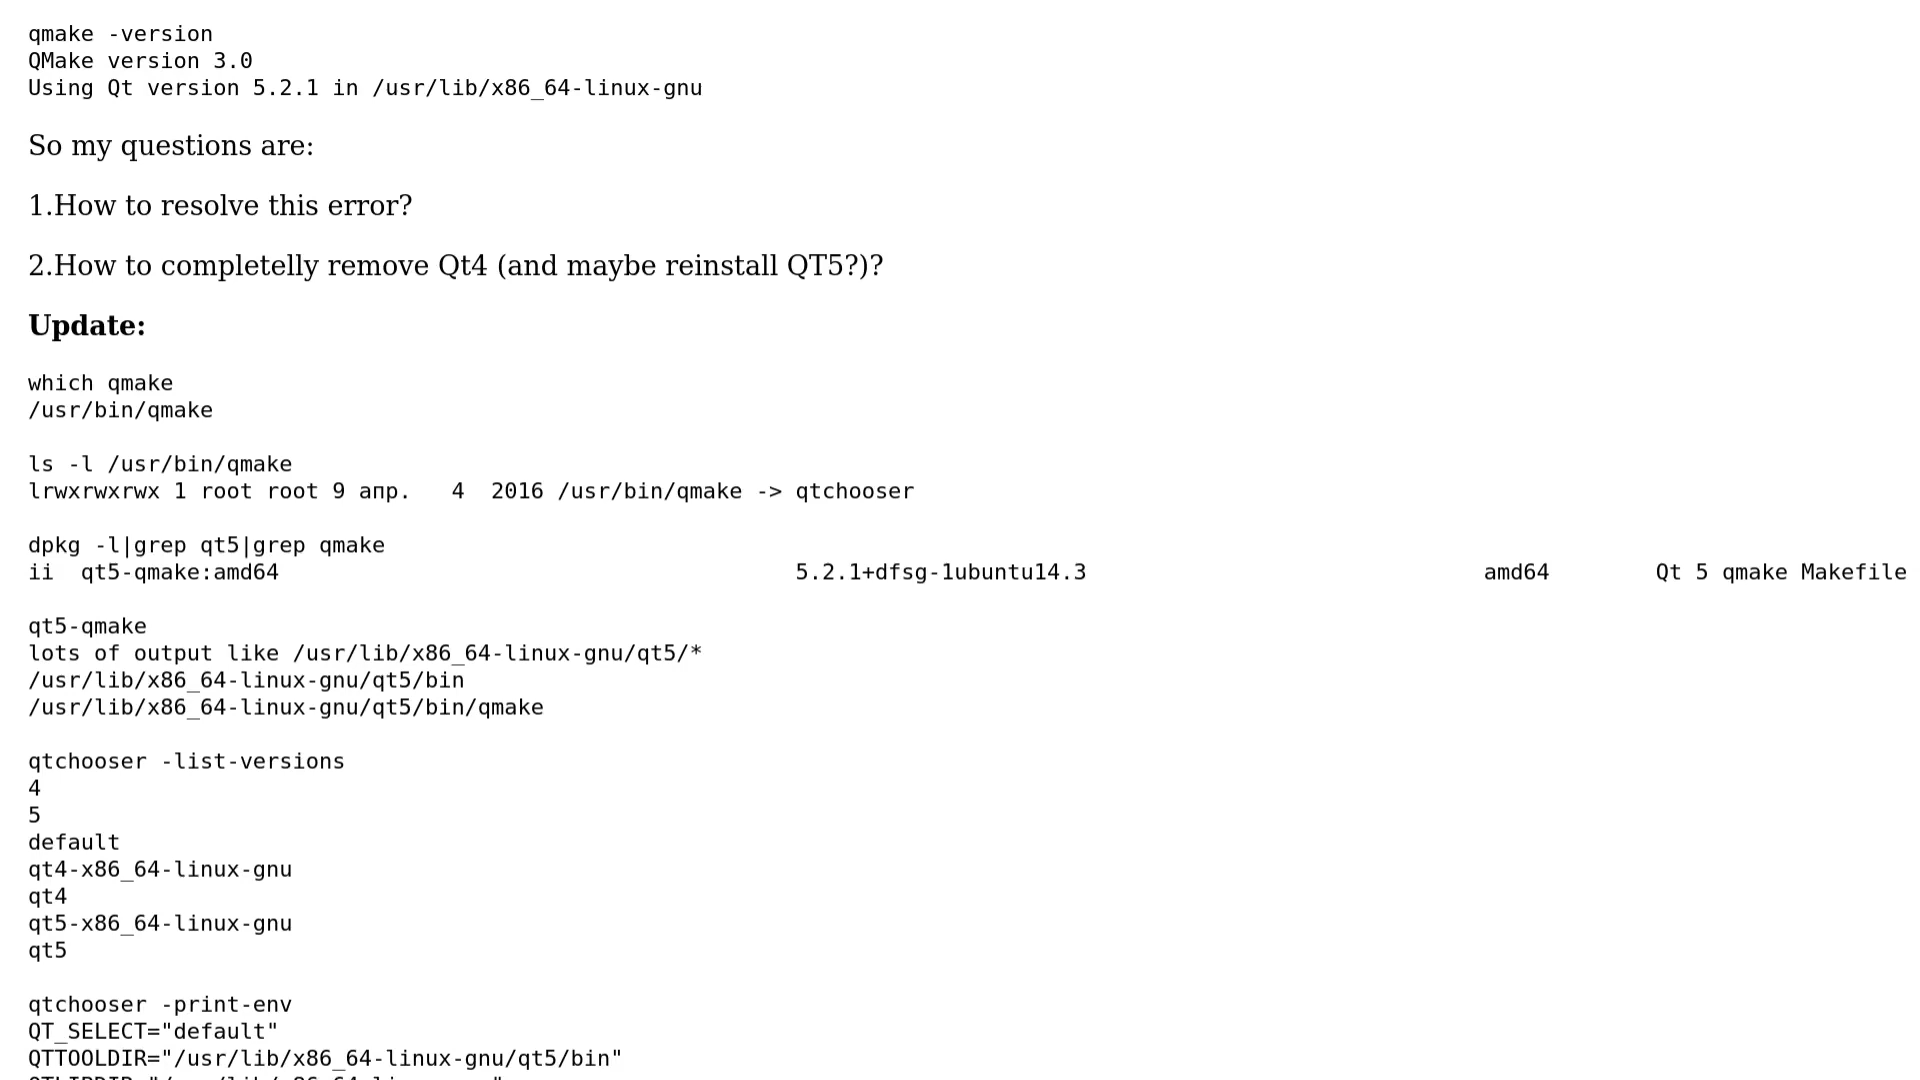 qmake -version
QMake version 3.0
Using Qt version 5.2.1 in /usr/lib/x86_64-linux-gnu
So my questions are:
1.How to resolve this error?
2.How to completelly remove Qt4 (and maybe reinstall QT5?)?
Update:
which qmake
/usr/bin/qmake
ls -l /usr/bin/qmake
lrwxrwxrwx 1 root root 9 апр.   4  2016 /usr/bin/qmake -> qtchooser
dpkg -l|grep qt5|grep qmake
ii  qt5-qmake:amd64                                       5.2.1+dfsg-1ubuntu14.3                              amd64        Qt 5 qmake Makefile
qt5-qmake
lots of output like /usr/lib/x86_64-linux-gnu/qt5/*
/usr/lib/x86_64-linux-gnu/qt5/bin
/usr/lib/x86_64-linux-gnu/qt5/bin/qmake
qtchooser -list-versions
4
5
default
qt4-x86_64-linux-gnu
qt4
qt5-x86_64-linux-gnu
qt5
qtchooser -print-env
QT_SELECT="default"
QTTOOLDIR="/usr/lib/x86_64-linux-gnu/qt5/bin"
QTLIBDIR="/usr/lib/x86_64-linux-gnu"